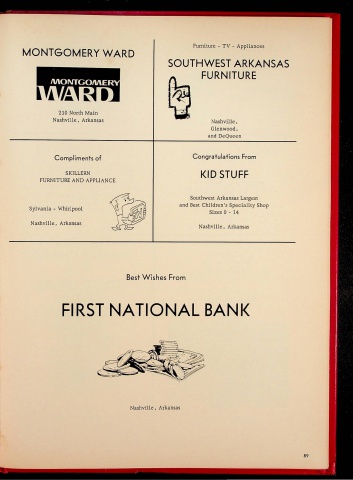 MONTGOMERY WARD
MONTGOMERY
WARD
210 North Main
Nashville, Arkansas
Furniture - TV - Appliances
SOUTHWEST ARKANSAS
FURNITURE
Nashville,
Glenwood,
and DeQueen
Compliments of
SKILLERN
FURNITURE AND APPLIANCE
Sylvania - Whirlpool
Nashville, Arkansas
Congratulations From
KID STUFF
Southwest Arkansas Largest
and Best Children's Speciality Shop
Sizes 0 - 14
Nashville, Arkansas
Best Wishes From
FIRST NATIONAL BANK
Nashville, Arkansas
89